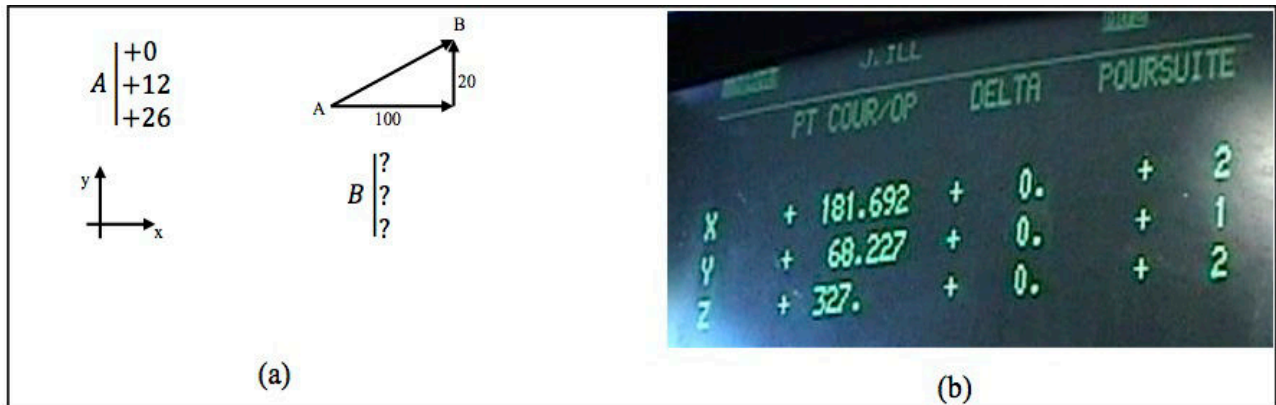 A
+0
+12
+26
B
A
20
100
y
x
B
?
?
?
(a)
J.ILL
PT COUR/OP DELTA POURSUITE
X + 181.692 + 0. + 2
Y + 68.227 + 0. + 1
Z + 327. + 0. + 2
(b)